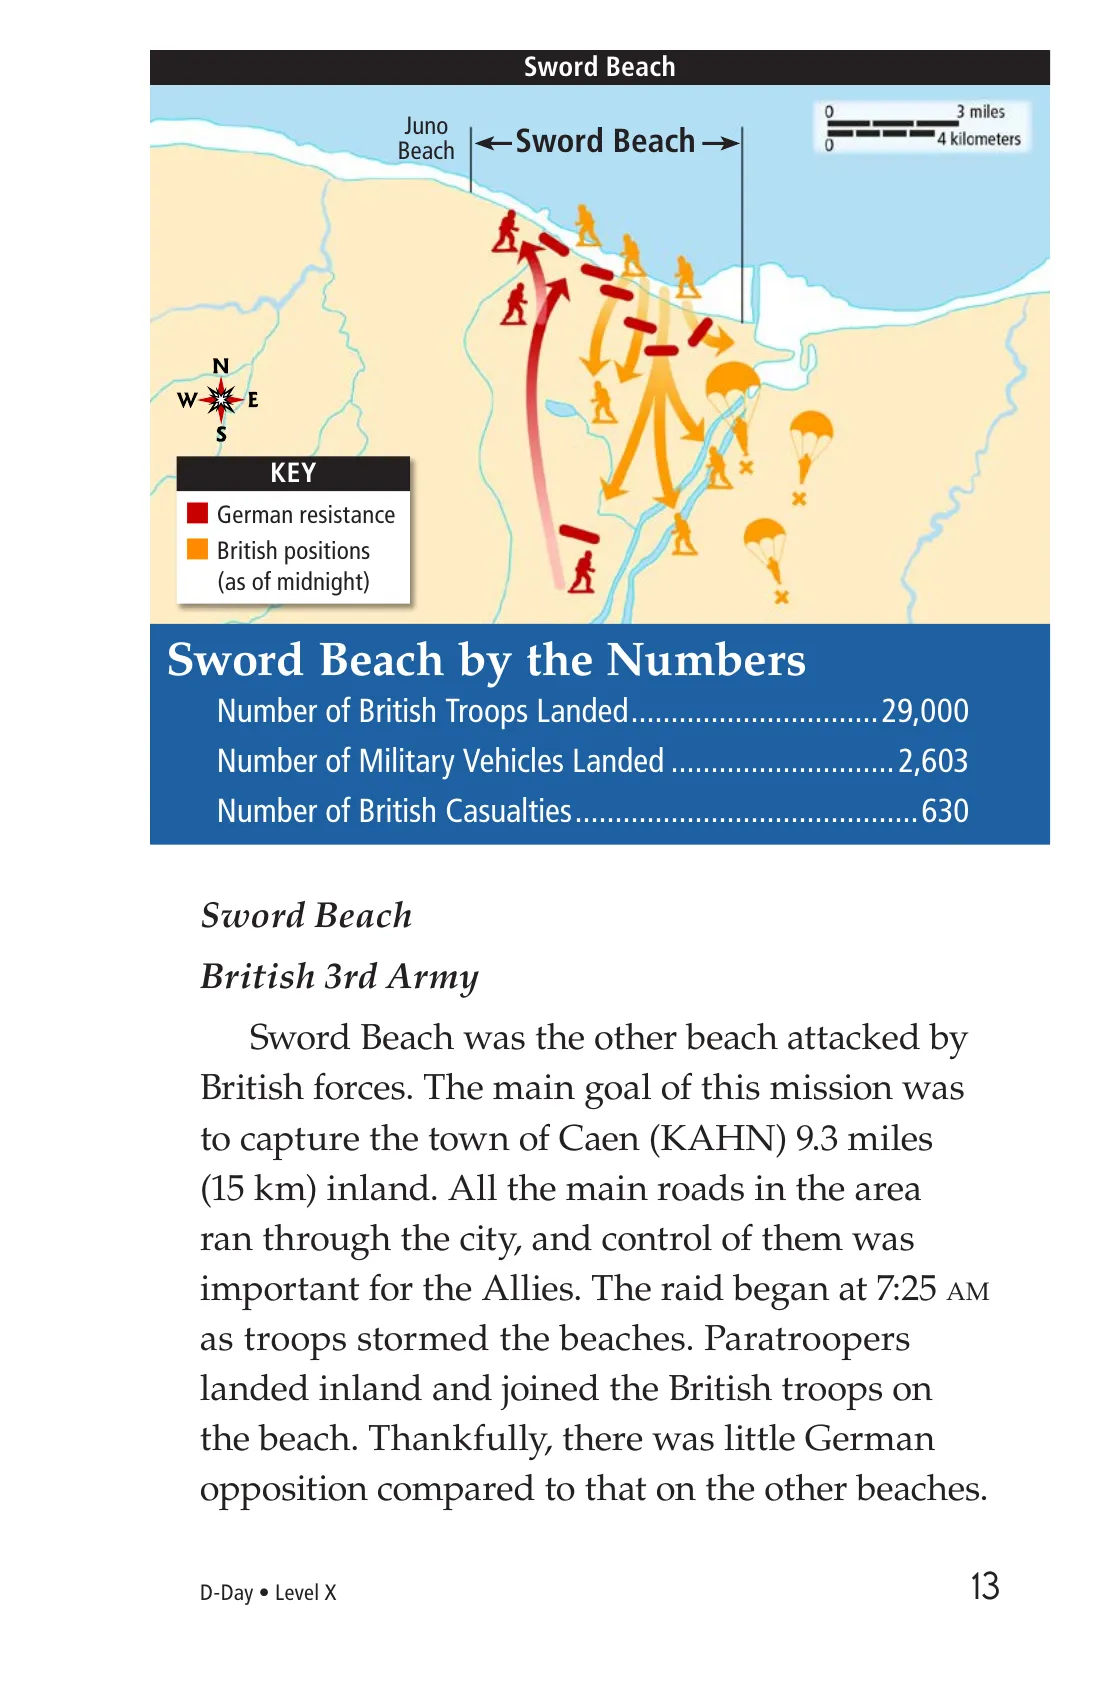 Sword Beach
Juno
Beach
Sword Beach
0 3 miles
0 4 kilometers
N
W E
S
KEY
German resistance
British positions
(as of midnight)
Sword Beach by the Numbers
Number of British Troops Landed...............................29,000
Number of Military Vehicles Landed ............................2,603
Number of British Casualties...........................................630
Sword Beach
British 3rd Army
Sword Beach was the other beach attacked by
British forces. The main goal of this mission was
to capture the town of Caen (KAHN) 9.3 miles
(15 km) inland. All the main roads in the area
ran through the city, and control of them was
important for the Allies. The raid began at 7:25 AM
as troops stormed the beaches. Paratroopers
landed inland and joined the British troops on
the beach. Thankfully, there was little German
opposition compared to that on the other beaches.
D-Day • Level X 13